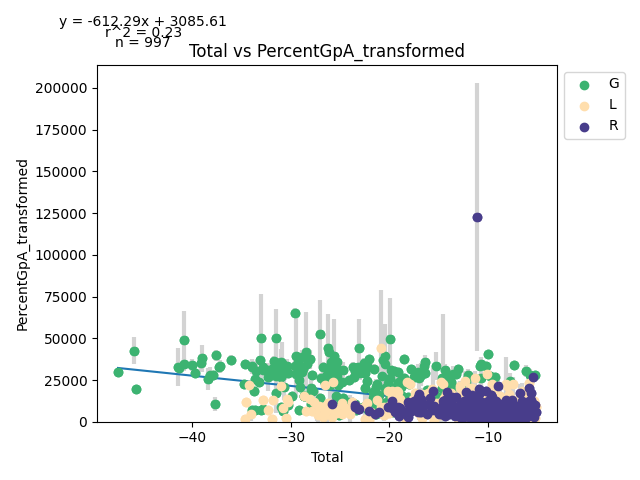 y = -612.29x + 3085.61
r^2 = 0.23
n = 997
Total vs PercentGpA_transformed
G
L
R
200000
175000
150000
125000
100000
75000
50000
25000
0
PercentGpA_transformed
−40
−30
−20
−10
Total